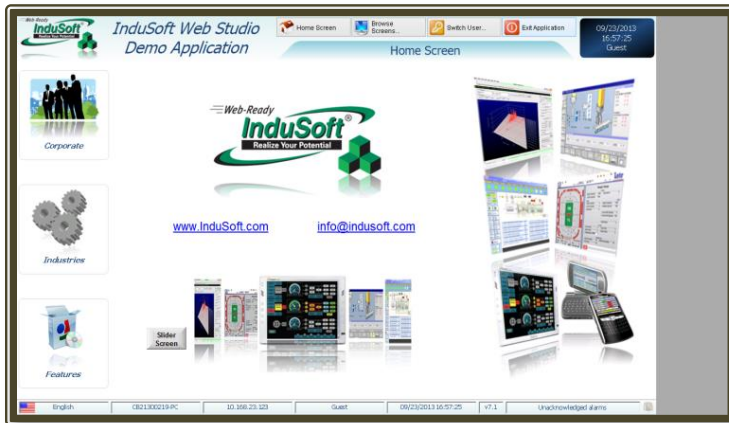 Web-Ready
InduSoft
Realize Your Potential
InduSoft Web Studio
Demo Application
Home Screen
Browse
Screens...
Switch User...
Exit Application
Home Screen
09/23/2013
16:57:25
Guest
Corporate
Industries
Features
Web-Ready
InduSoft®
Realize Your Potential
www.InduSoft.com
info@indusoft.com
Slider
Screen
English
CB21300219-PC
10.168.23.123
Guest
09/23/2013 16:57:25
v7.1
Unacknowledged alarms